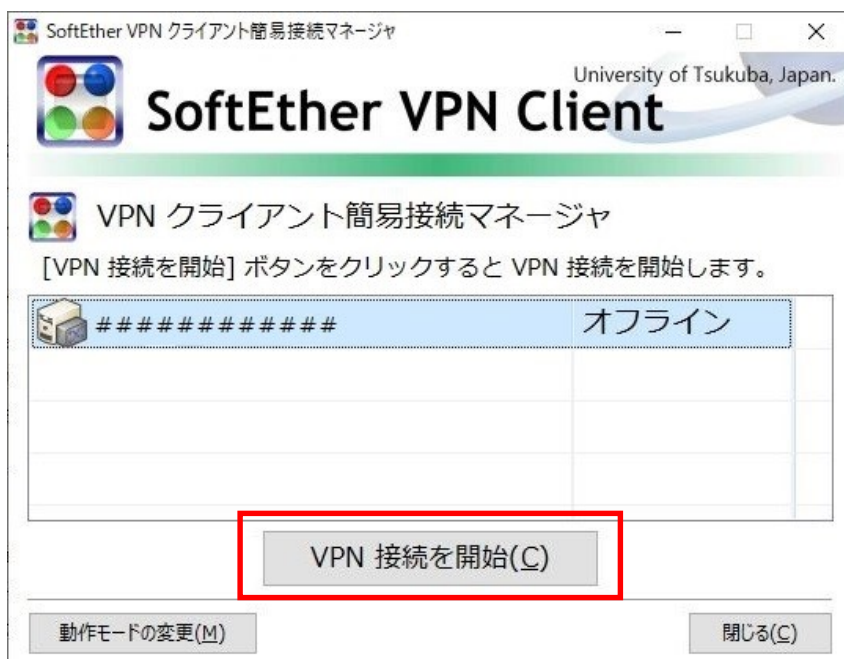 SoftEther VPN クライアント簡易接続マネージャ
University of Tsukuba, Japan.
SoftEther VPN Client
VPN クライアント簡易接続マネージャ
[VPN 接続を開始] ボタンをクリックすると VPN 接続を開始します。
############ オフライン
VPN 接続を開始(C)
動作モードの変更(M) 閉じる(C)